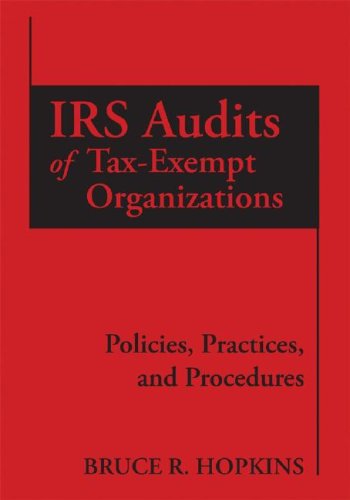 IRS Audits
of Tax-Exempt
Organizations
Policies, Practices,
and Procedures
BRUCE R. HOPKINS